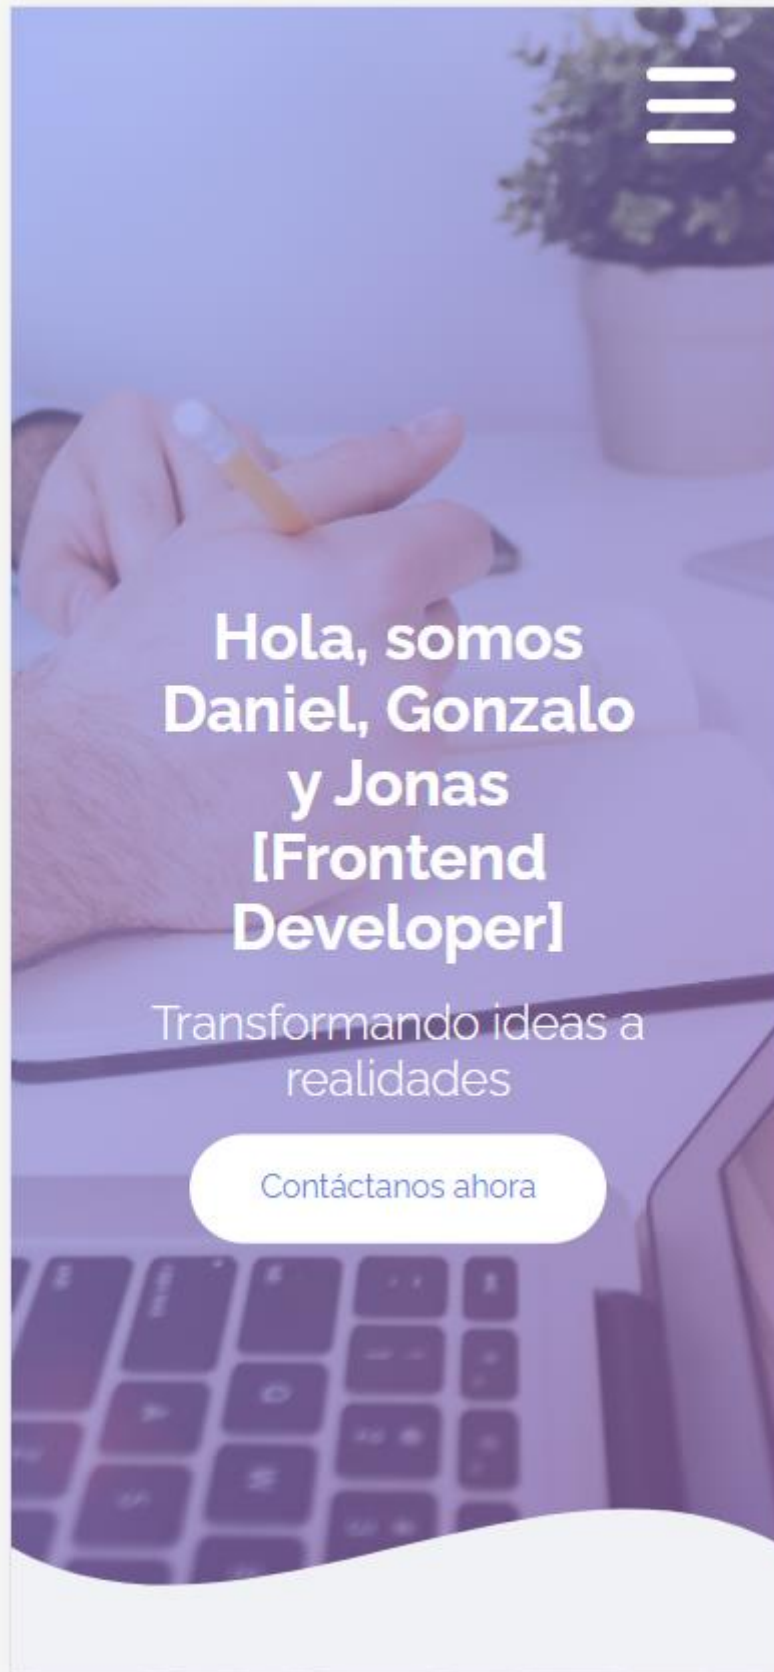 Hola, somos
Daniel, Gonzalo
y Jonas
[Frontend
Developer]
Transformando ideas a
realidades
Contáctanos ahora